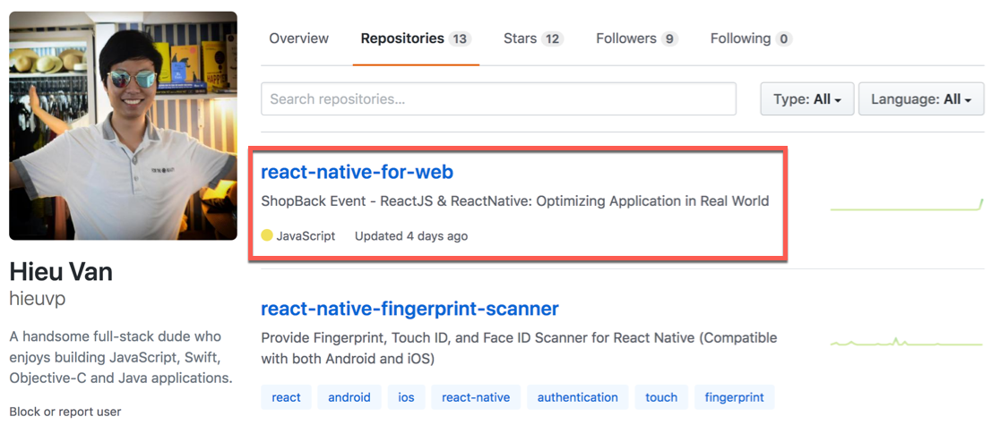 Overview Repositories 13 Stars 12 Followers 9 Following 0
Search repositories... Type: All Language: All
react-native-for-web
ShopBack Event - ReactJS & ReactNative: Optimizing Application in Real World
JavaScript Updated 4 days ago
Hieu Van
hieuvp
A handsome full-stack dude who
enjoys building JavaScript, Swift,
Objective-C and Java applications.
Block or report user
react-native-fingerprint-scanner
Provide Fingerprint, Touch ID, and Face ID Scanner for React Native (Compatible
with both Android and iOS)
react android ios react-native authentication touch fingerprint